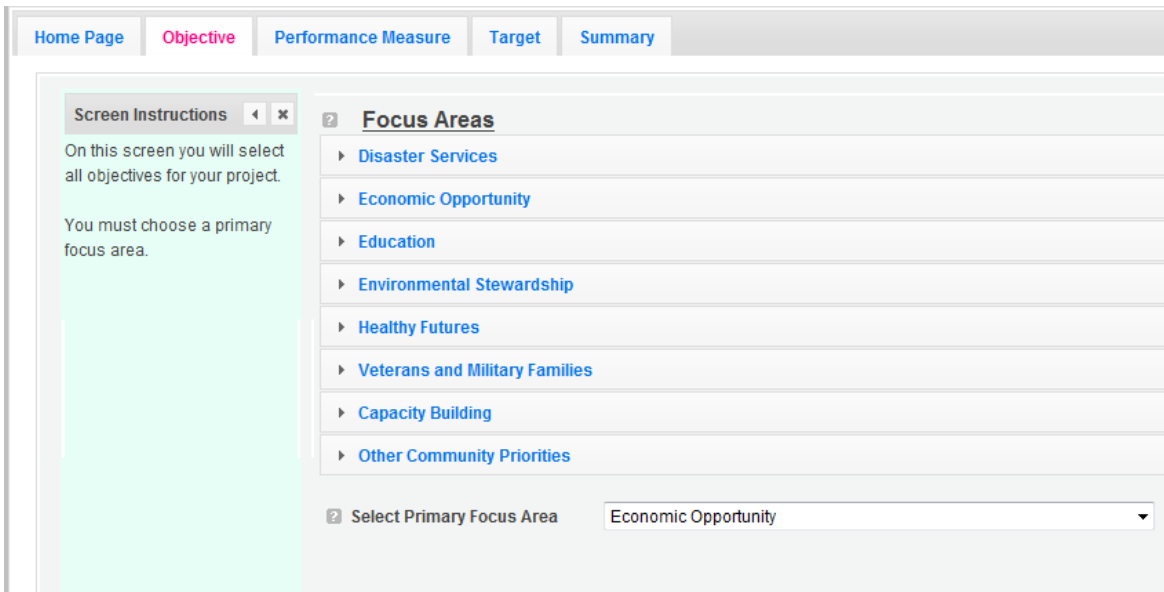 Home Page Objective Performance Measure Target Summary
Screen Instructions
On this screen you will select
all objectives for your project.
You must choose a primary
focus area.
? Focus Areas
Disaster Services
Economic Opportunity
Education
Environmental Stewardship
Healthy Futures
Veterans and Military Families
Capacity Building
Other Community Priorities
? Select Primary Focus Area Economic Opportunity